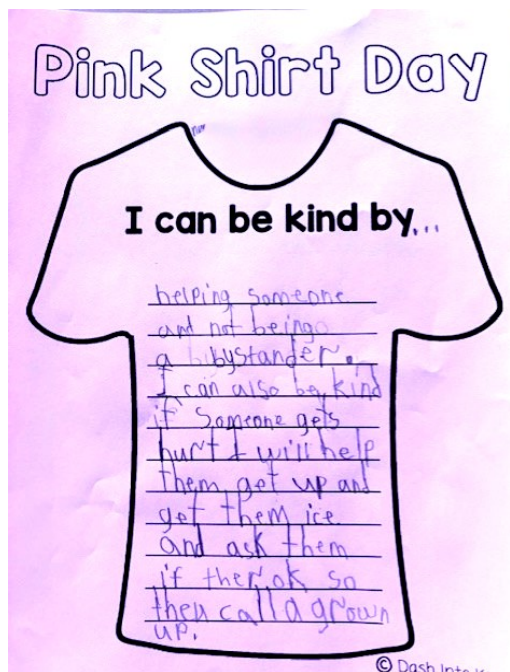 Pink Shirt Day
I can be kind by...
helping someone
and not being
a bystander.
I can also be kind
if Someone gets
hurt I will help
them get up and
get them ice
and ask them
if ther ok so
then call a grown
up.
© Dash Into